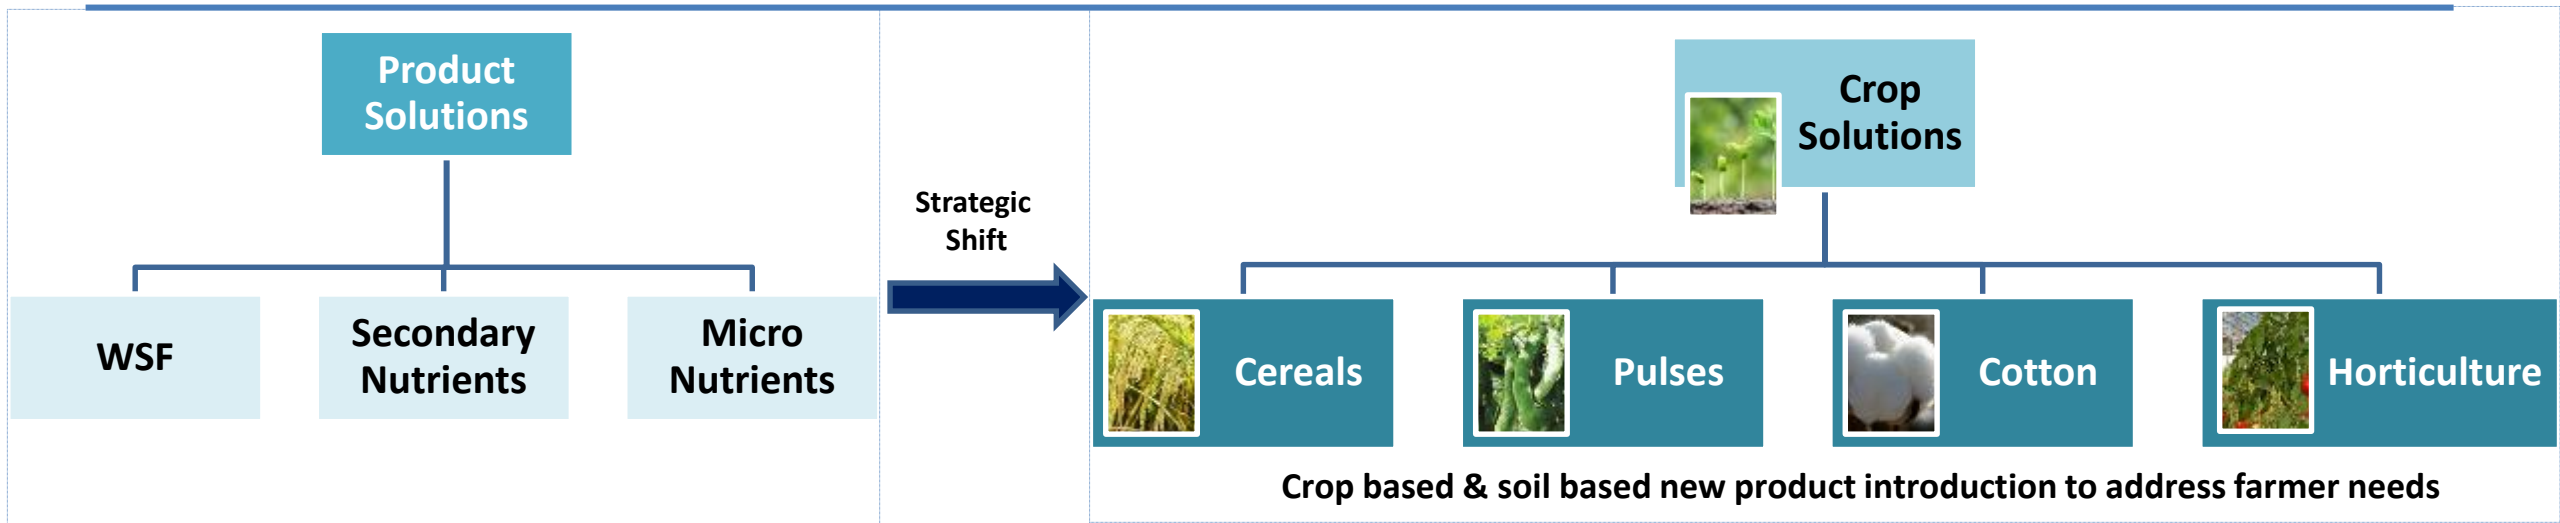 Product
Solutions
WSF
Secondary
Nutrients
Micro
Nutrients
Strategic
Shift
Crop
Solutions
Cereals
Pulses
Cotton
Horticulture
Crop based & soil based new product introduction to address farmer needs